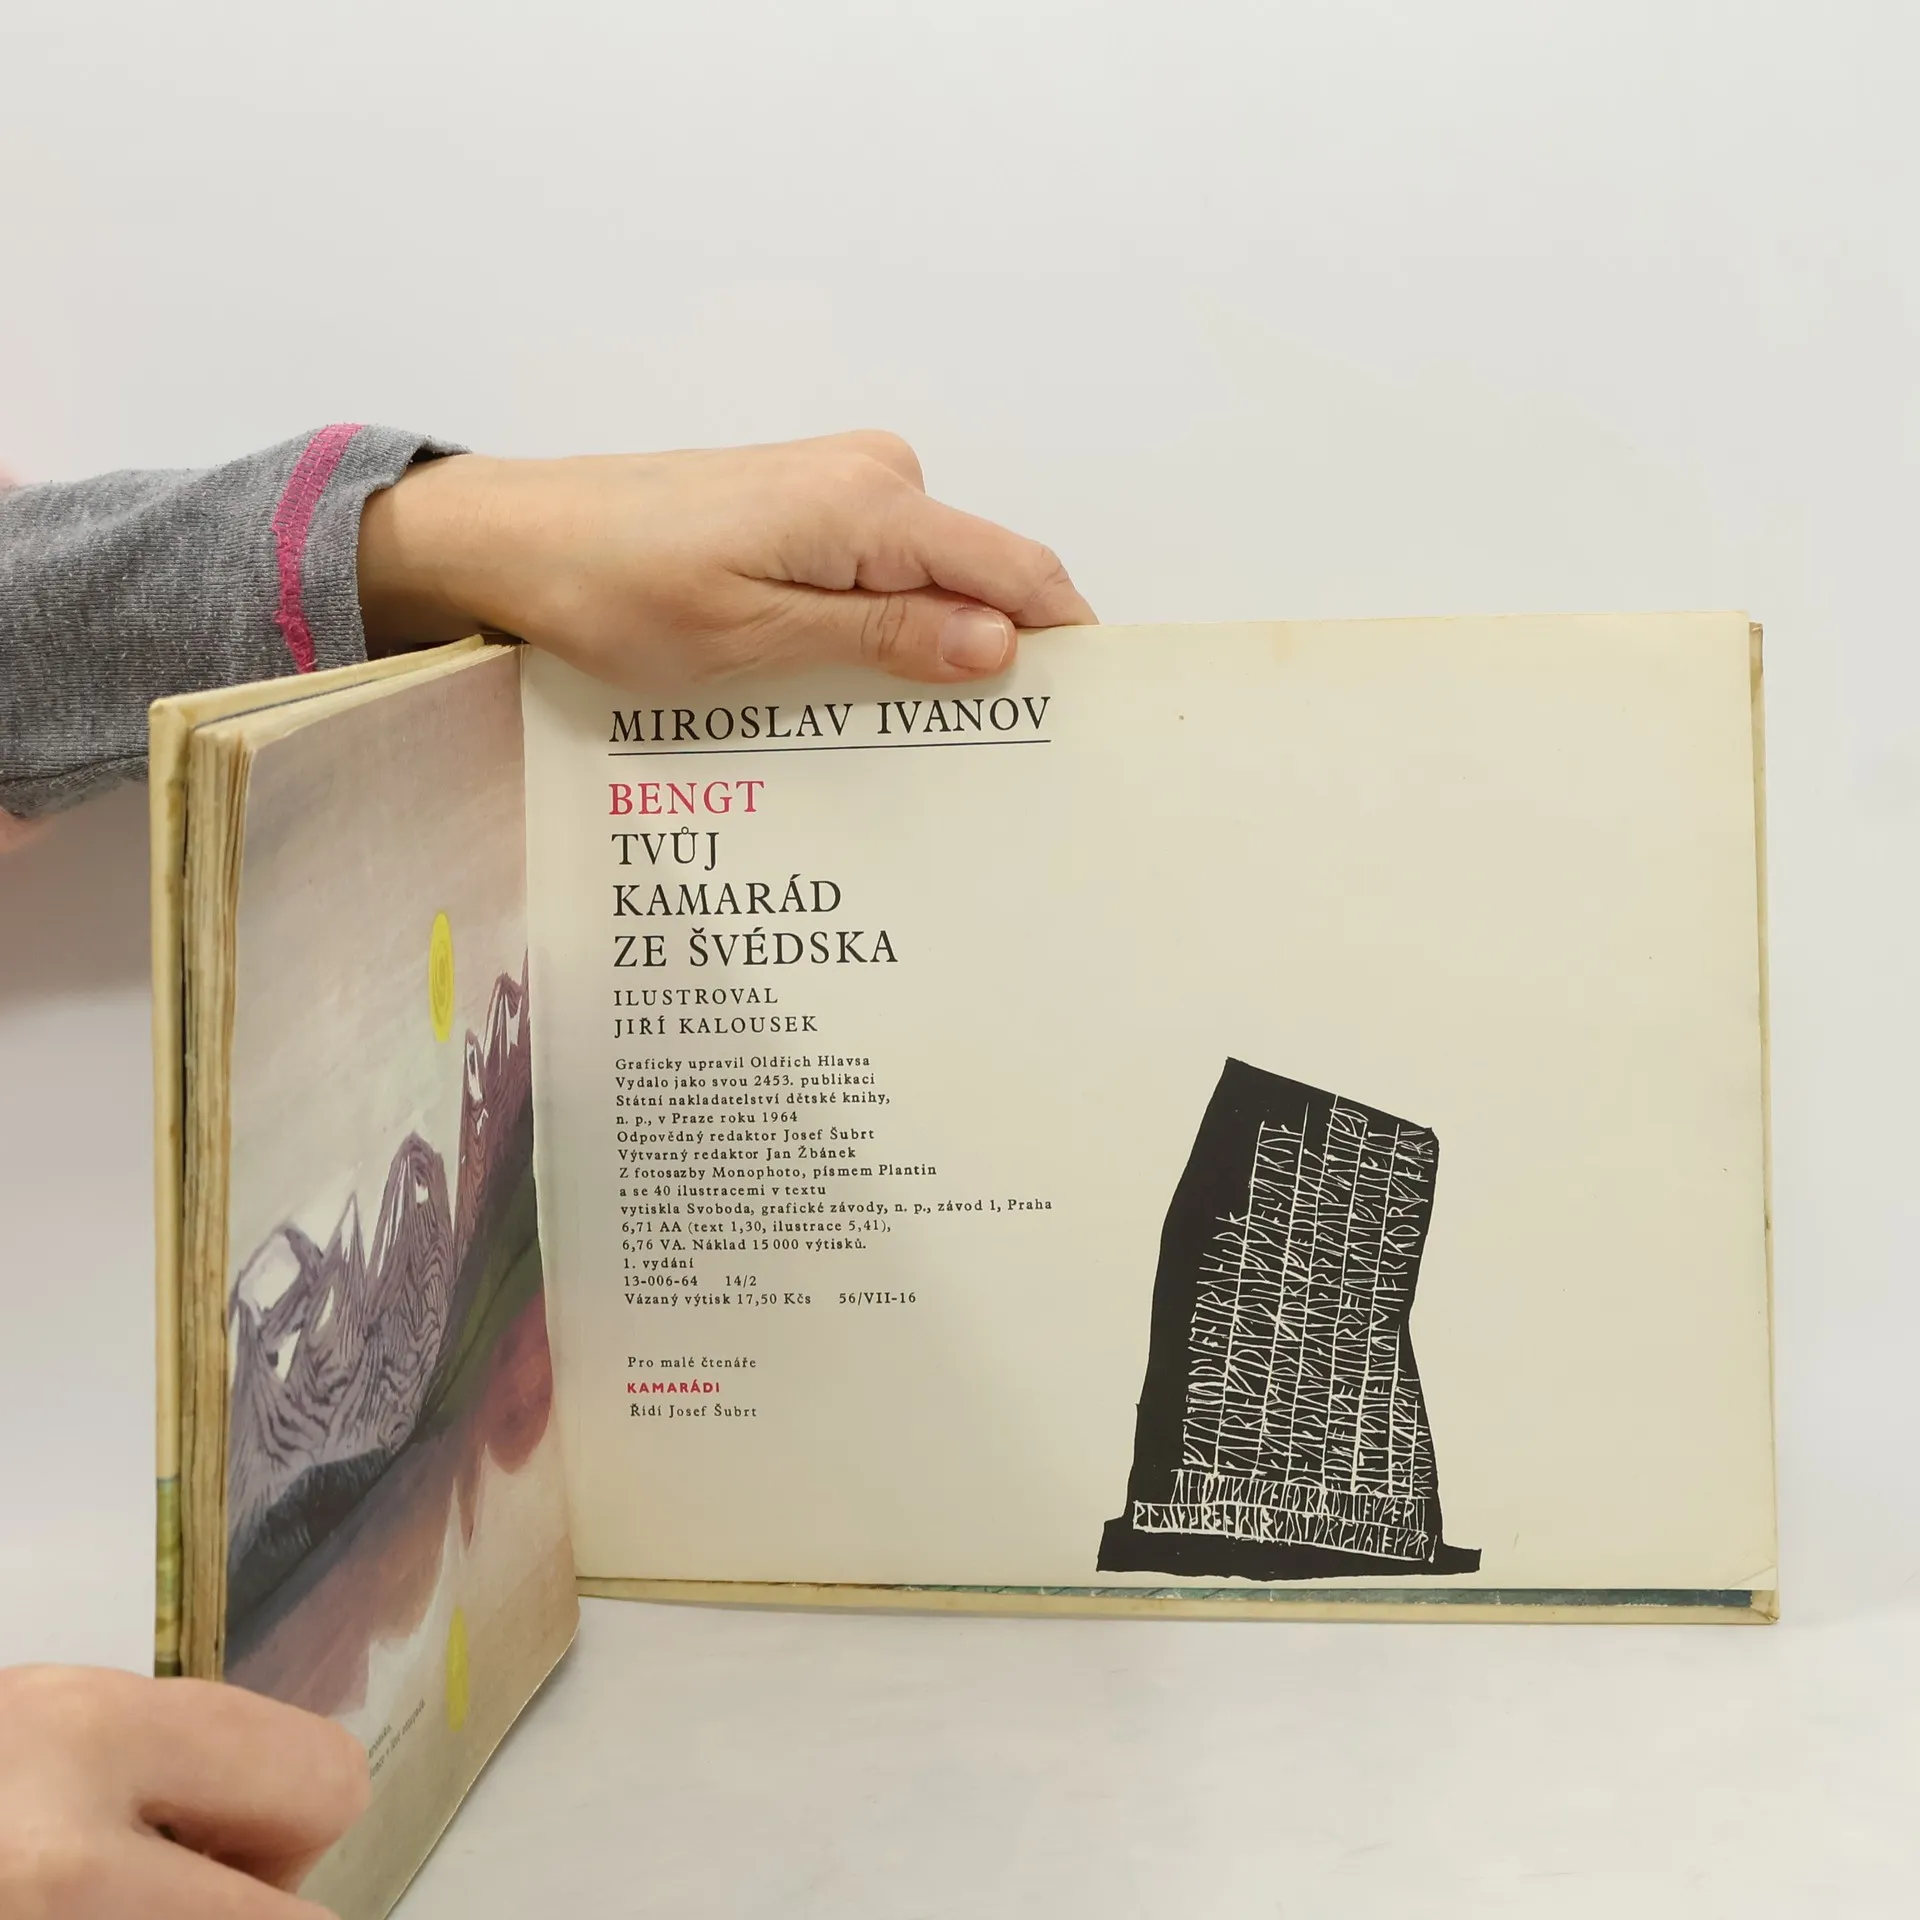 MIROSLAV IVANOV
BENGT
TVŮJ
KAMARÁD
ZE ŠVÉDSKA
ILUSTROVAL
JIŘÍ KALOUSEK
Graficky upravil Oldřich Hlavsa
Vydalo jako svou 2453. publikaci
Státní nakladatelství dětské knihy,
n. p., v Praze roku 1964
Odpovědný redaktor Josef Šubrt
Výtvarný redaktor Jan Žbánek
Z fotosazby Monophoto, písmem Plantin
a se 40 ilustracemi v textu
vytiskla Svoboda, grafické závody, n. p., závod 1, Praha
6,71 AA (text 1,30, ilustrace 5,41),
6,76 VA. Náklad 15 000 výtisků.
1. vydání
13-006-64 14/2
Vázaný výtisk 17,50 Kčs 56/VII-16
Pro malé čtenáře
KAMARÁDI
Řídí Josef Šubrt